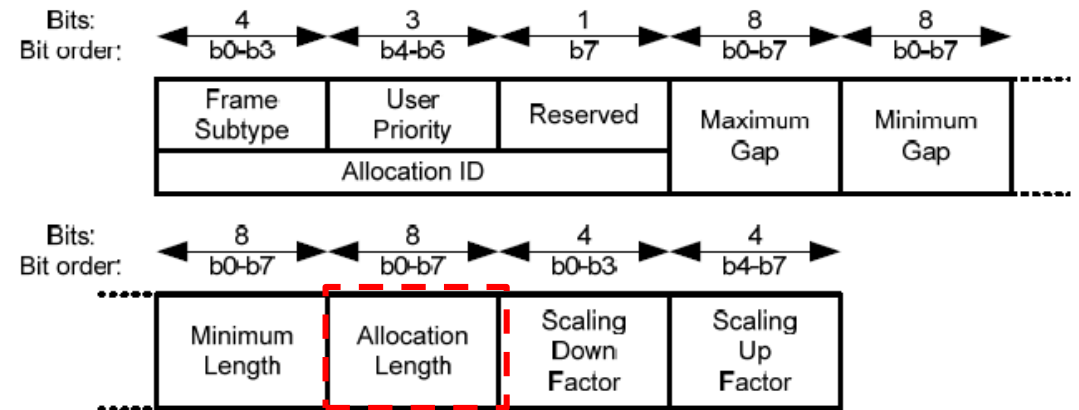 Bits: 4 3 1 8 8
Bit order: b0-b3 b4-b6 b7 b0-b7 b0-b7
Frame Subtype User Priority Reserved Maximum Gap Minimum Gap
Allocation ID
Bits: 8 8 4 4
Bit order: b0-b7 b0-b7 b0-b3 b4-b7
Minimum Length Allocation Length Scaling Down Factor Scaling Up Factor